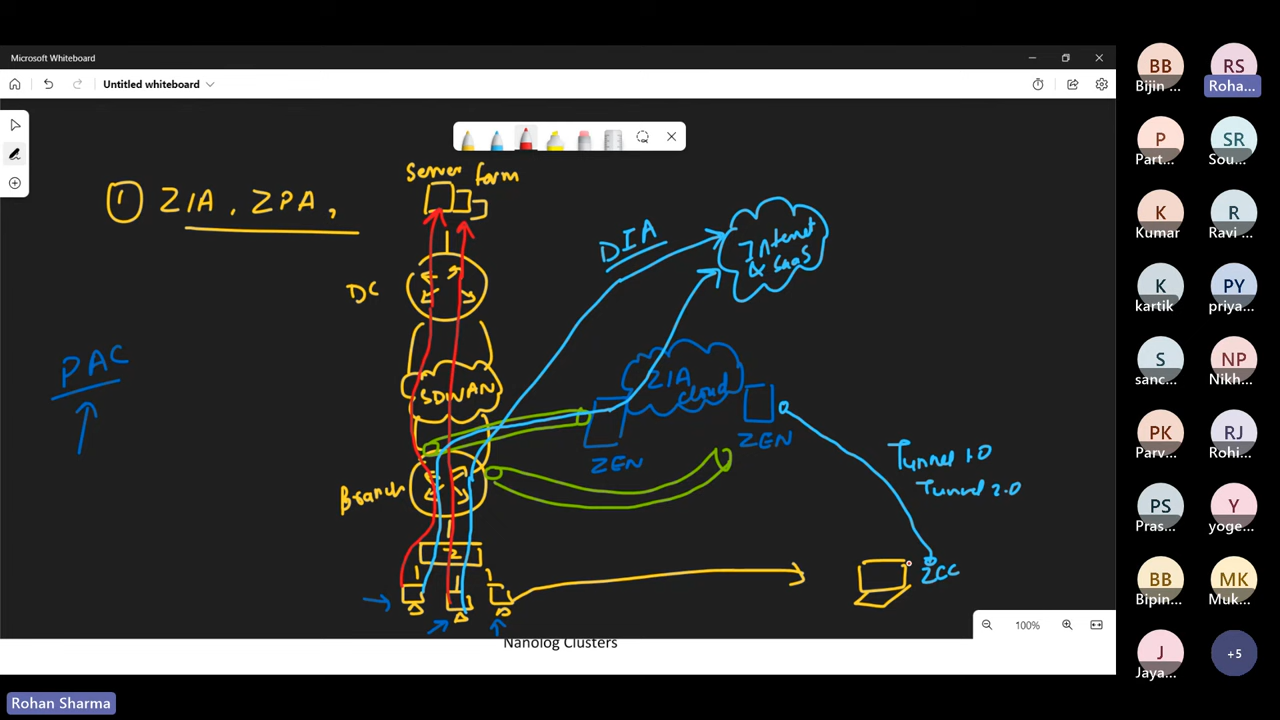 Microsoft Whiteboard
Untitled whiteboard
① ZIA, ZPA,
Server farm
DC
DIA
Internet
& SaaS
PAC
SDWAN
ZIA
cloud
ZEN
ZEN
Branch
Tunnel 1.0
Tunnel 2.0
L2
ZCC
100%
Nanolog Clusters
Rohan Sharma
BB
Bijin ...
RS
Roha...
P
Part...
SR
Sou...
K
Kumar
R
Ravi ...
K
kartik
PY
priya...
S
sanc...
NP
Nikh...
PK
Parv...
RJ
Rohi...
PS
Pras...
Y
yoge...
BB
Bipin...
MK
Muk...
J
Jaya...
+5